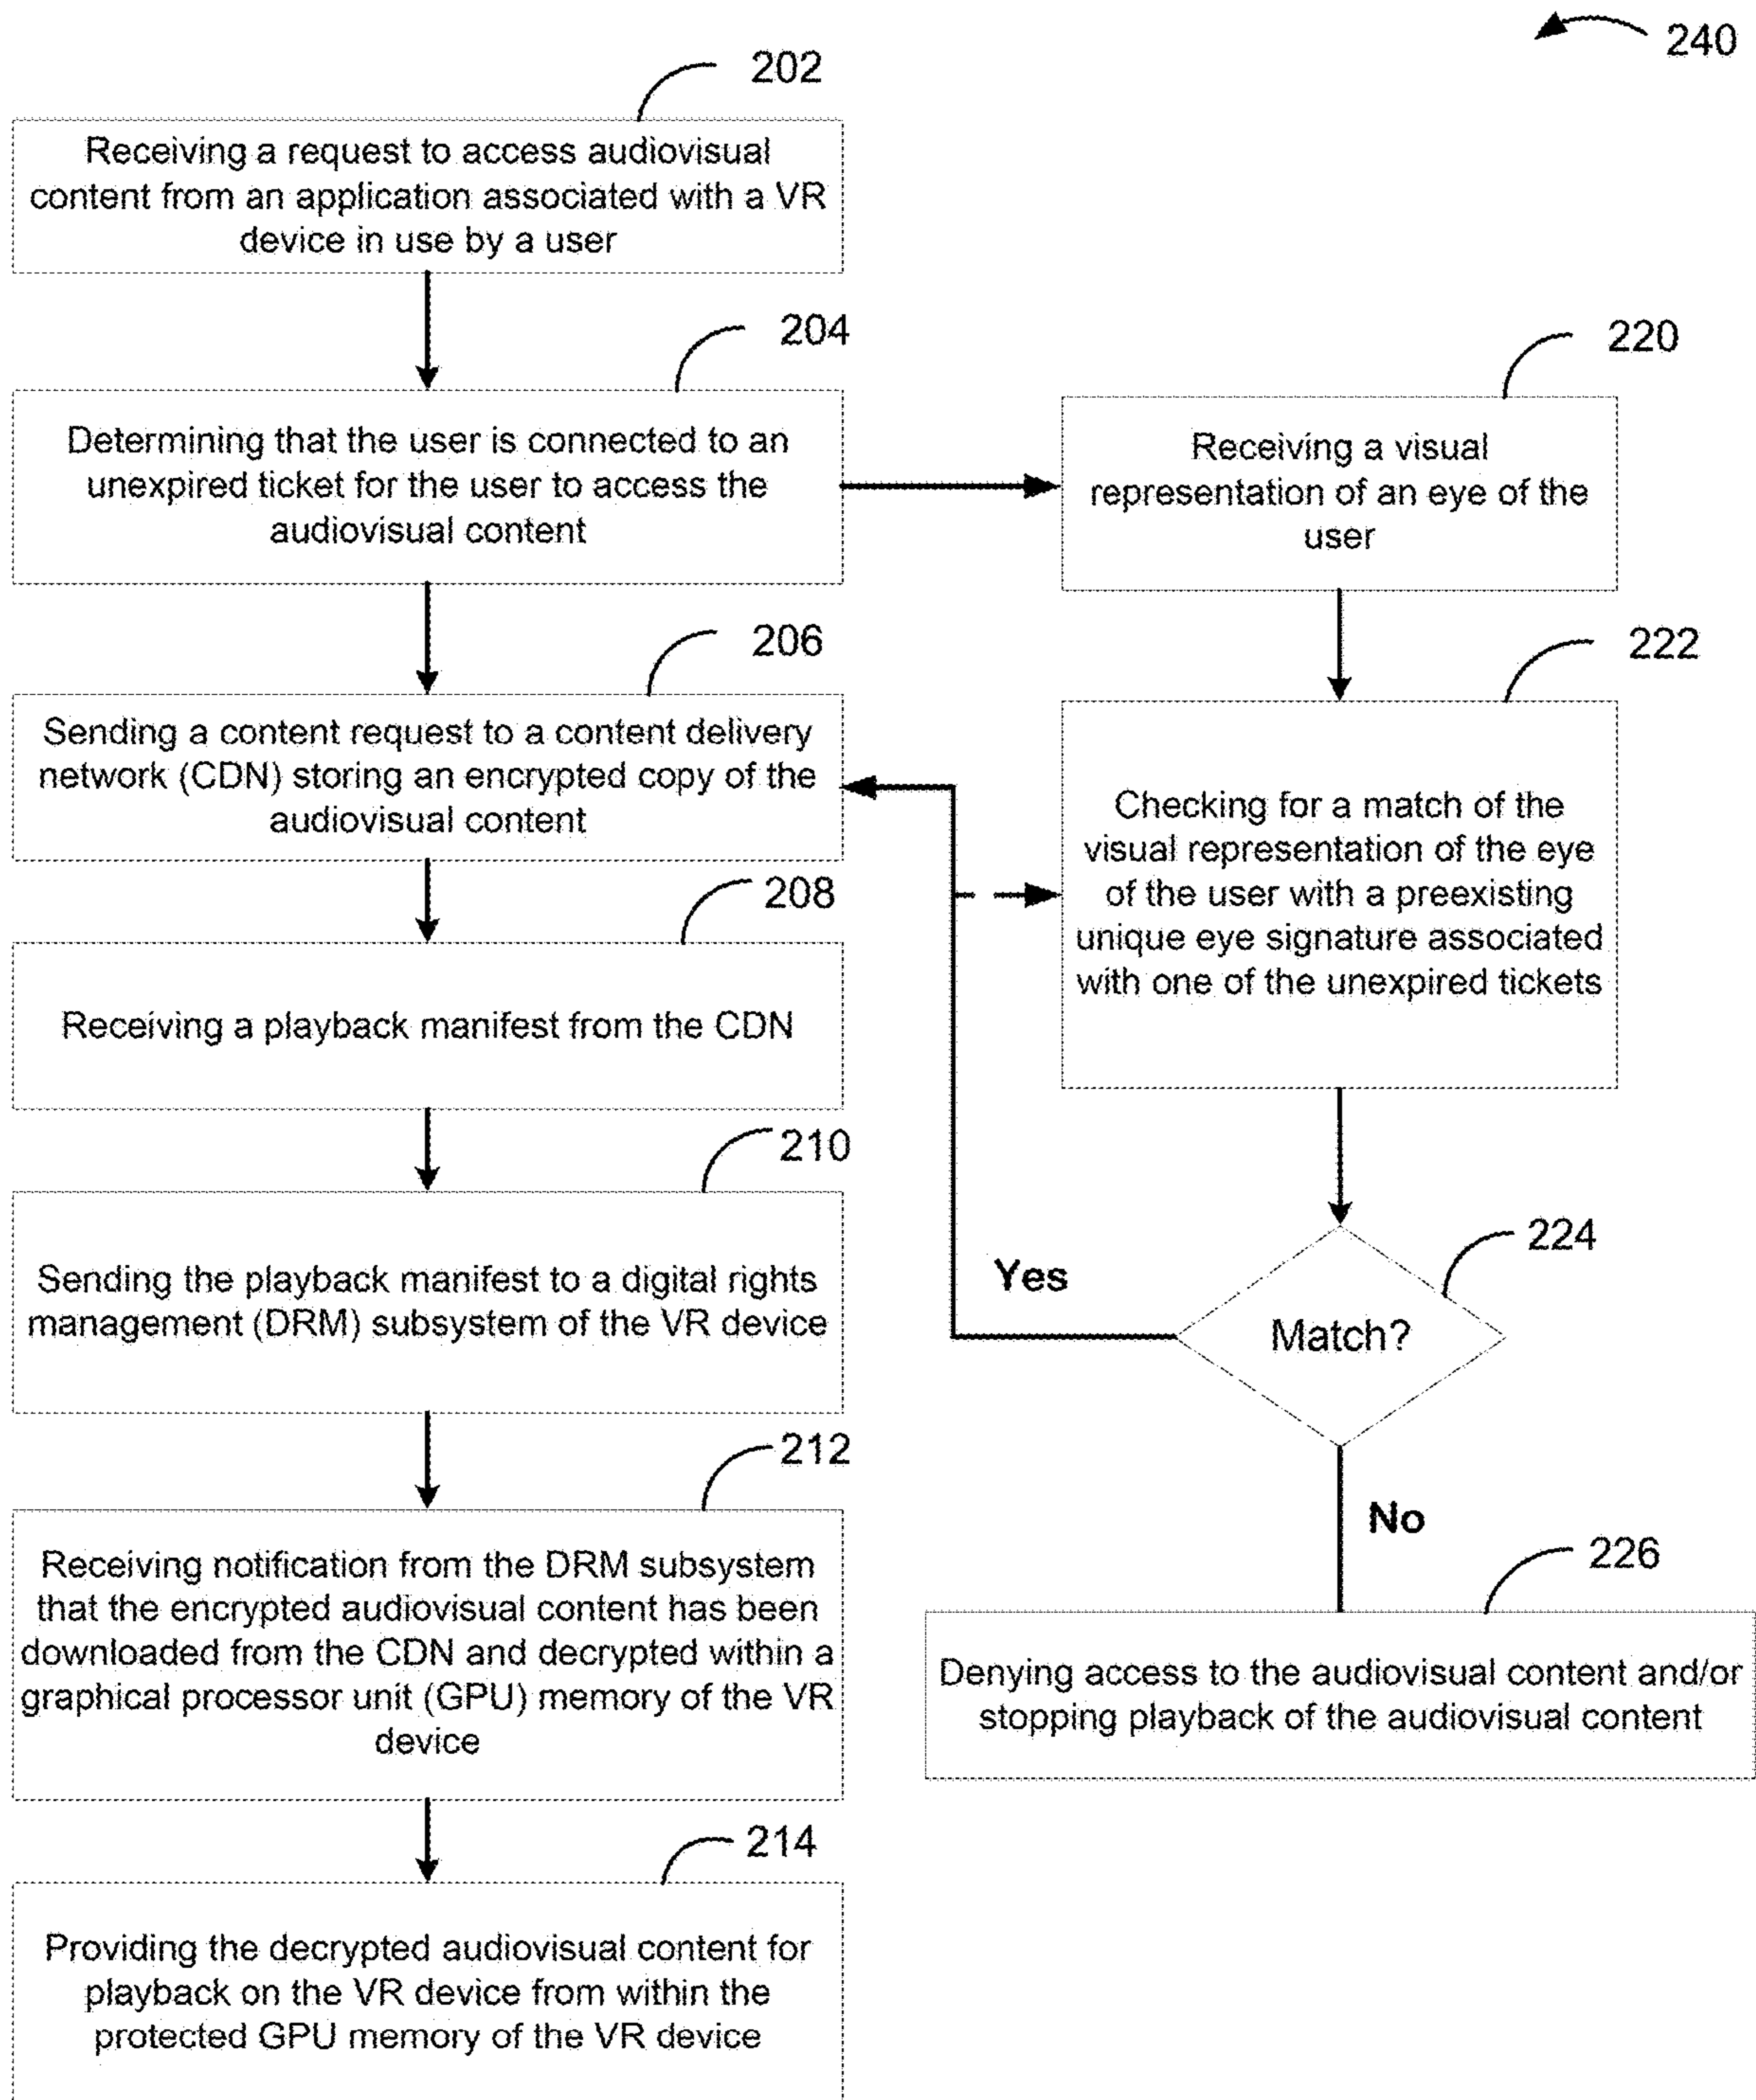 240
202
Receiving a request to access audiovisual
content from an application associated with a VR
device in use by a user
204
Determining that the user is connected to an
unexpired ticket for the user to access the
audiovisual content
220
Receiving a visual
representation of an eye of the
user
206
Sending a content request to a content delivery
network (CDN) storing an encrypted copy of the
audiovisual content
222
Checking for a match of the
visual representation of the eye
of the user with a preexisting
unique eye signature associated
with one of the unexpired tickets
208
Receiving a playback manifest from the CDN
210
Sending the playback manifest to a digital rights
management (DRM) subsystem of the VR device
224
Match?
Yes
No
212
Receiving notification from the DRM subsystem
that the encrypted audiovisual content has been
downloaded from the CDN and decrypted within a
graphical processor unit (GPU) memory of the VR
device
226
Denying access to the audiovisual content and/or
stopping playback of the audiovisual content
214
Providing the decrypted audiovisual content for
playback on the VR device from within the
protected GPU memory of the VR device